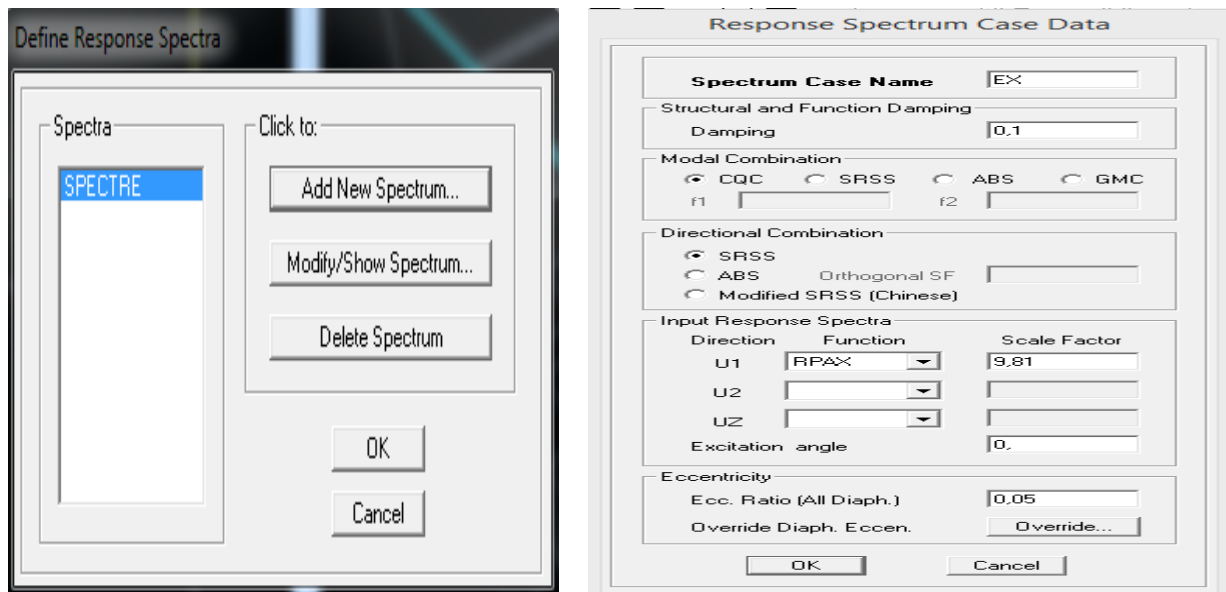 Define Response Spectra
Spectra
SPECTRE
Click to:
Add New Spectrum...
Modify/Show Spectrum...
Delete Spectrum
OK
Cancel
Response Spectrum Case Data
Spectrum Case Name EX
Structural and Function Damping
Damping 0,1
Modal Combination
CQC SRSS ABS GMC
f1 f2
Directional Combination
SRSS
ABS Orthogonal SF
Modified SRSS (Chinese)
Input Response Spectra
Direction Function Scale Factor
U1 RPAX 9,81
U2
UZ
Excitation angle 0,
Eccentricity
Ecc. Ratio (All Diaph.) 0,05
Override Diaph. Eccen. Override...
OK Cancel